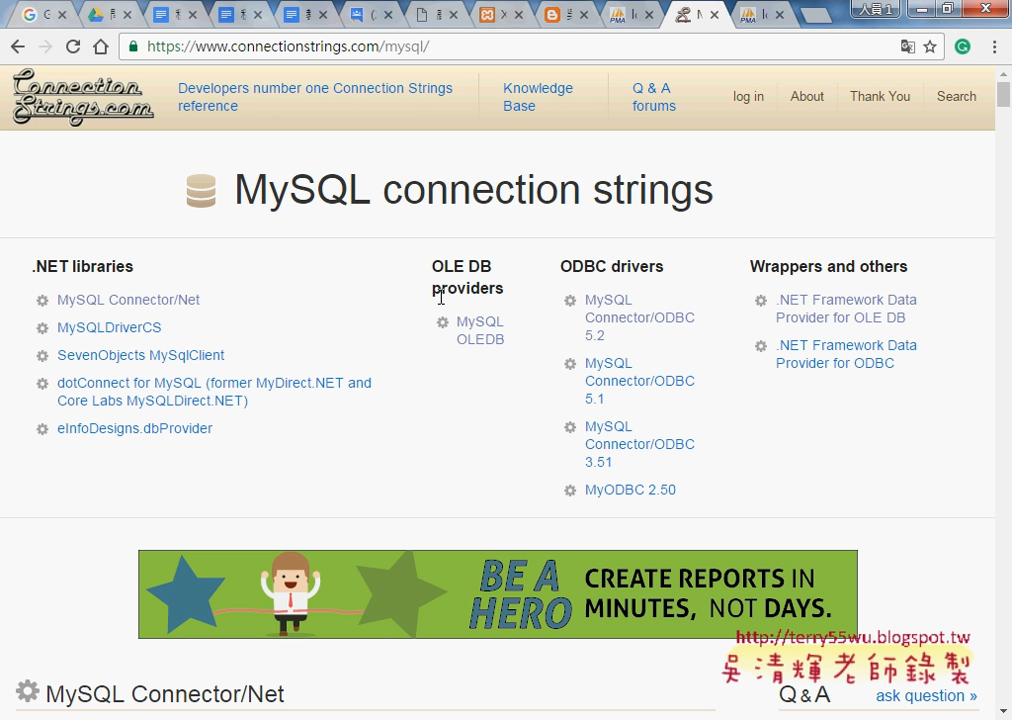 人員1
https://www.connectionstrings.com/mysql/
Connection
Strings.com
Developers number one Connection Strings
reference
Knowledge
Base
Q & A
forums
log in
About
Thank You
Search
MySQL connection strings
.NET libraries
MySQL Connector/Net
MySQLDriverCS
SevenObjects MySqlClient
dotConnect for MySQL (former MyDirect.NET and
Core Labs MySQLDirect.NET)
eInfoDesigns.dbProvider
OLE DB
providers
MySQL
OLEDB
ODBC drivers
MySQL
Connector/ODBC
5.2
MySQL
Connector/ODBC
5.1
MySQL
Connector/ODBC
3.51
MyODBC 2.50
Wrappers and others
.NET Framework Data
Provider for OLE DB
.NET Framework Data
Provider for ODBC
BE A
HERO
CREATE REPORTS IN
MINUTES, NOT DAYS.
http://terry55wu.blogspot.tw
吳清輝老師錄製
MySQL Connector/Net
Q & A
ask question »